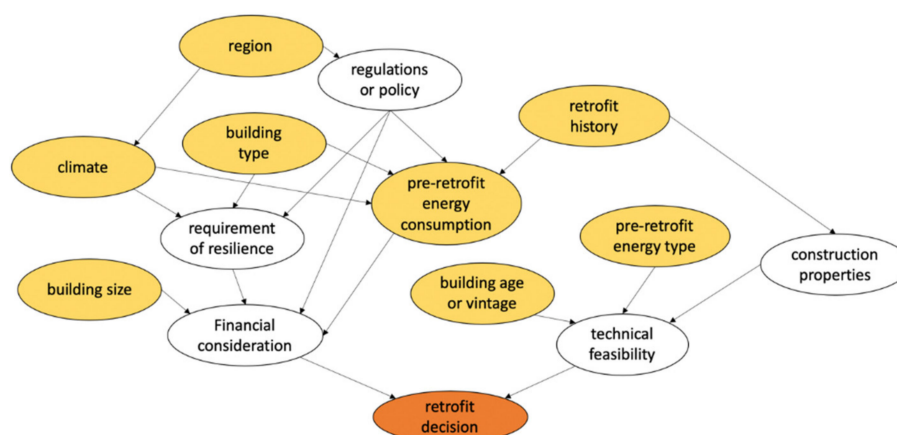 region
regulations
or policy
retrofit
history
building
type
climate
pre-retrofit
energy
consumption
requirement
of resilience
pre-retrofit
energy type
construction
properties
building size
building age
or vintage
Financial
consideration
technical
feasibility
retrofit
decision